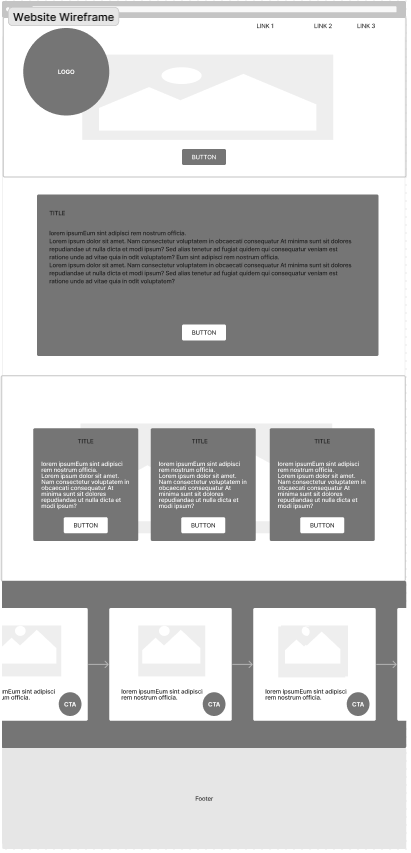 Website Wireframe
LINK 1 LINK 2 LINK 3
LOGO
BUTTON
TITLE
lorem ipsumEum sint adipisci rem nostrum officia.
Lorem ipsum dolor sit amet. Nam consectetur voluptatem in obcaecati consequatur At minima sunt sit dolores
repudiandae ut nulla dicta et modi ipsum? Sed alias tenetur ad fugiat quidem qui consequatur veniam est
ratione unde ad vitae quia in odit voluptatem? Eum sint adipisci rem nostrum officia.
Lorem ipsum dolor sit amet. Nam consectetur voluptatem in obcaecati consequatur At minima sunt sit dolores
repudiandae ut nulla dicta et modi ipsum? Sed alias tenetur ad fugiat quidem qui consequatur veniam est
ratione unde ad vitae quia in odit voluptatem?
BUTTON
TITLE
lorem ipsumEum sint adipisci
rem nostrum officia.
Lorem ipsum dolor sit amet.
Nam consectetur voluptatem in
obcaecati consequatur At
minima sunt sit dolores
repudiandae ut nulla dicta et
modi ipsum?
BUTTON
TITLE
lorem ipsumEum sint adipisci
rem nostrum officia.
Lorem ipsum dolor sit amet.
Nam consectetur voluptatem in
obcaecati consequatur At
minima sunt sit dolores
repudiandae ut nulla dicta et
modi ipsum?
BUTTON
TITLE
lorem ipsumEum sint adipisci
rem nostrum officia.
Lorem ipsum dolor sit amet.
Nam consectetur voluptatem in
obcaecati consequatur At
minima sunt sit dolores
repudiandae ut nulla dicta et
modi ipsum?
BUTTON
mEum sint adipisci
um officia.
CTA
lorem ipsumEum sint adipisci
rem nostrum officia.
CTA
lorem ipsumEum sint adipisci
rem nostrum officia.
CTA
Footer